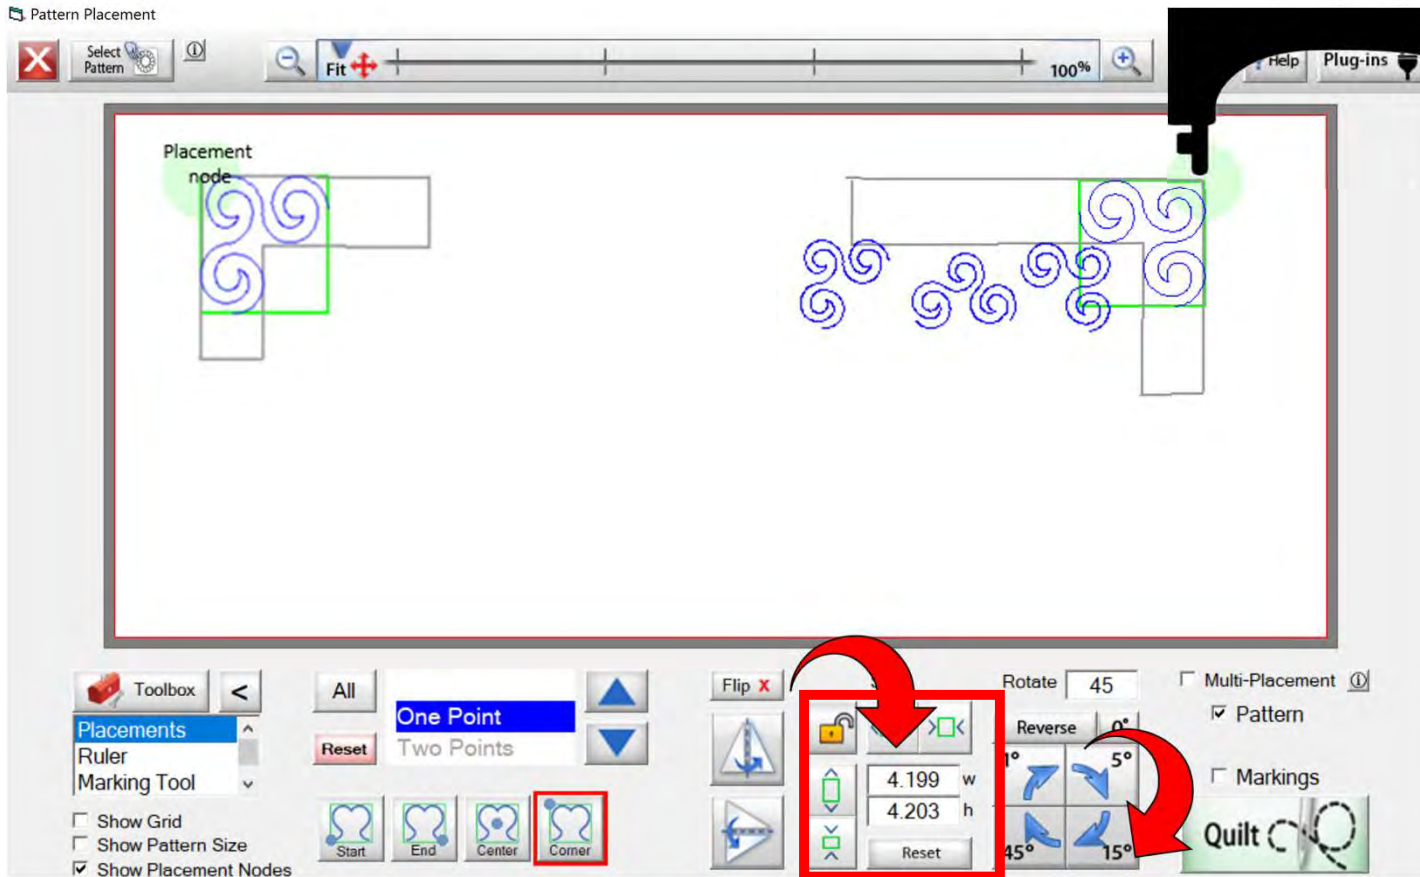 Pattern Placement
Select
Pattern
Fit
100%
Help
Plug-ins
Placement
node
Toolbox
<
Placements
Ruler
Marking Tool
Show Grid
Show Pattern Size
Show Placement Nodes
All
Reset
One Point
Two Points
Start
End
Center
Corner
Flip X
4.199 w
4.203 h
Reset
Rotate 45
Reverse 0°
1° 5°
45° 15°
Multi-Placement
Pattern
Markings
Quilt